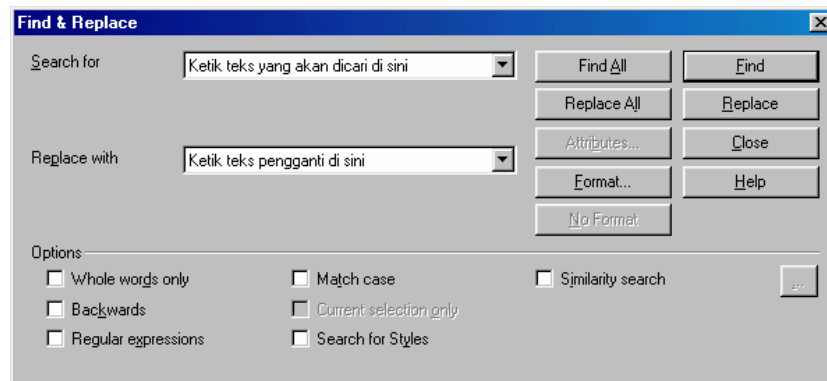 Find & Replace
Search for
Ketik teks yang akan dicari di sini
Find All
Find
Replace All
Replace
Replace with
Ketik teks pengganti di sini
Attributes...
Close
Format...
Help
No Format
Options
Whole words only
Match case
Similarity search
...
Backwards
Current selection only
Regular expressions
Search for Styles